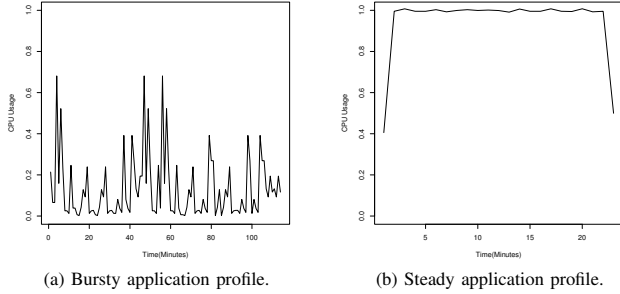 1.0
0.8
0.6
0.4
0.2
0.0
CPU Usage
0 20 40 60 80 100
Time(Minutes)
(a) Bursty application profile.
1.0
0.8
0.6
0.4
0.2
0.0
CPU Usage
5 10 15 20
Time(Minutes)
(b) Steady application profile.